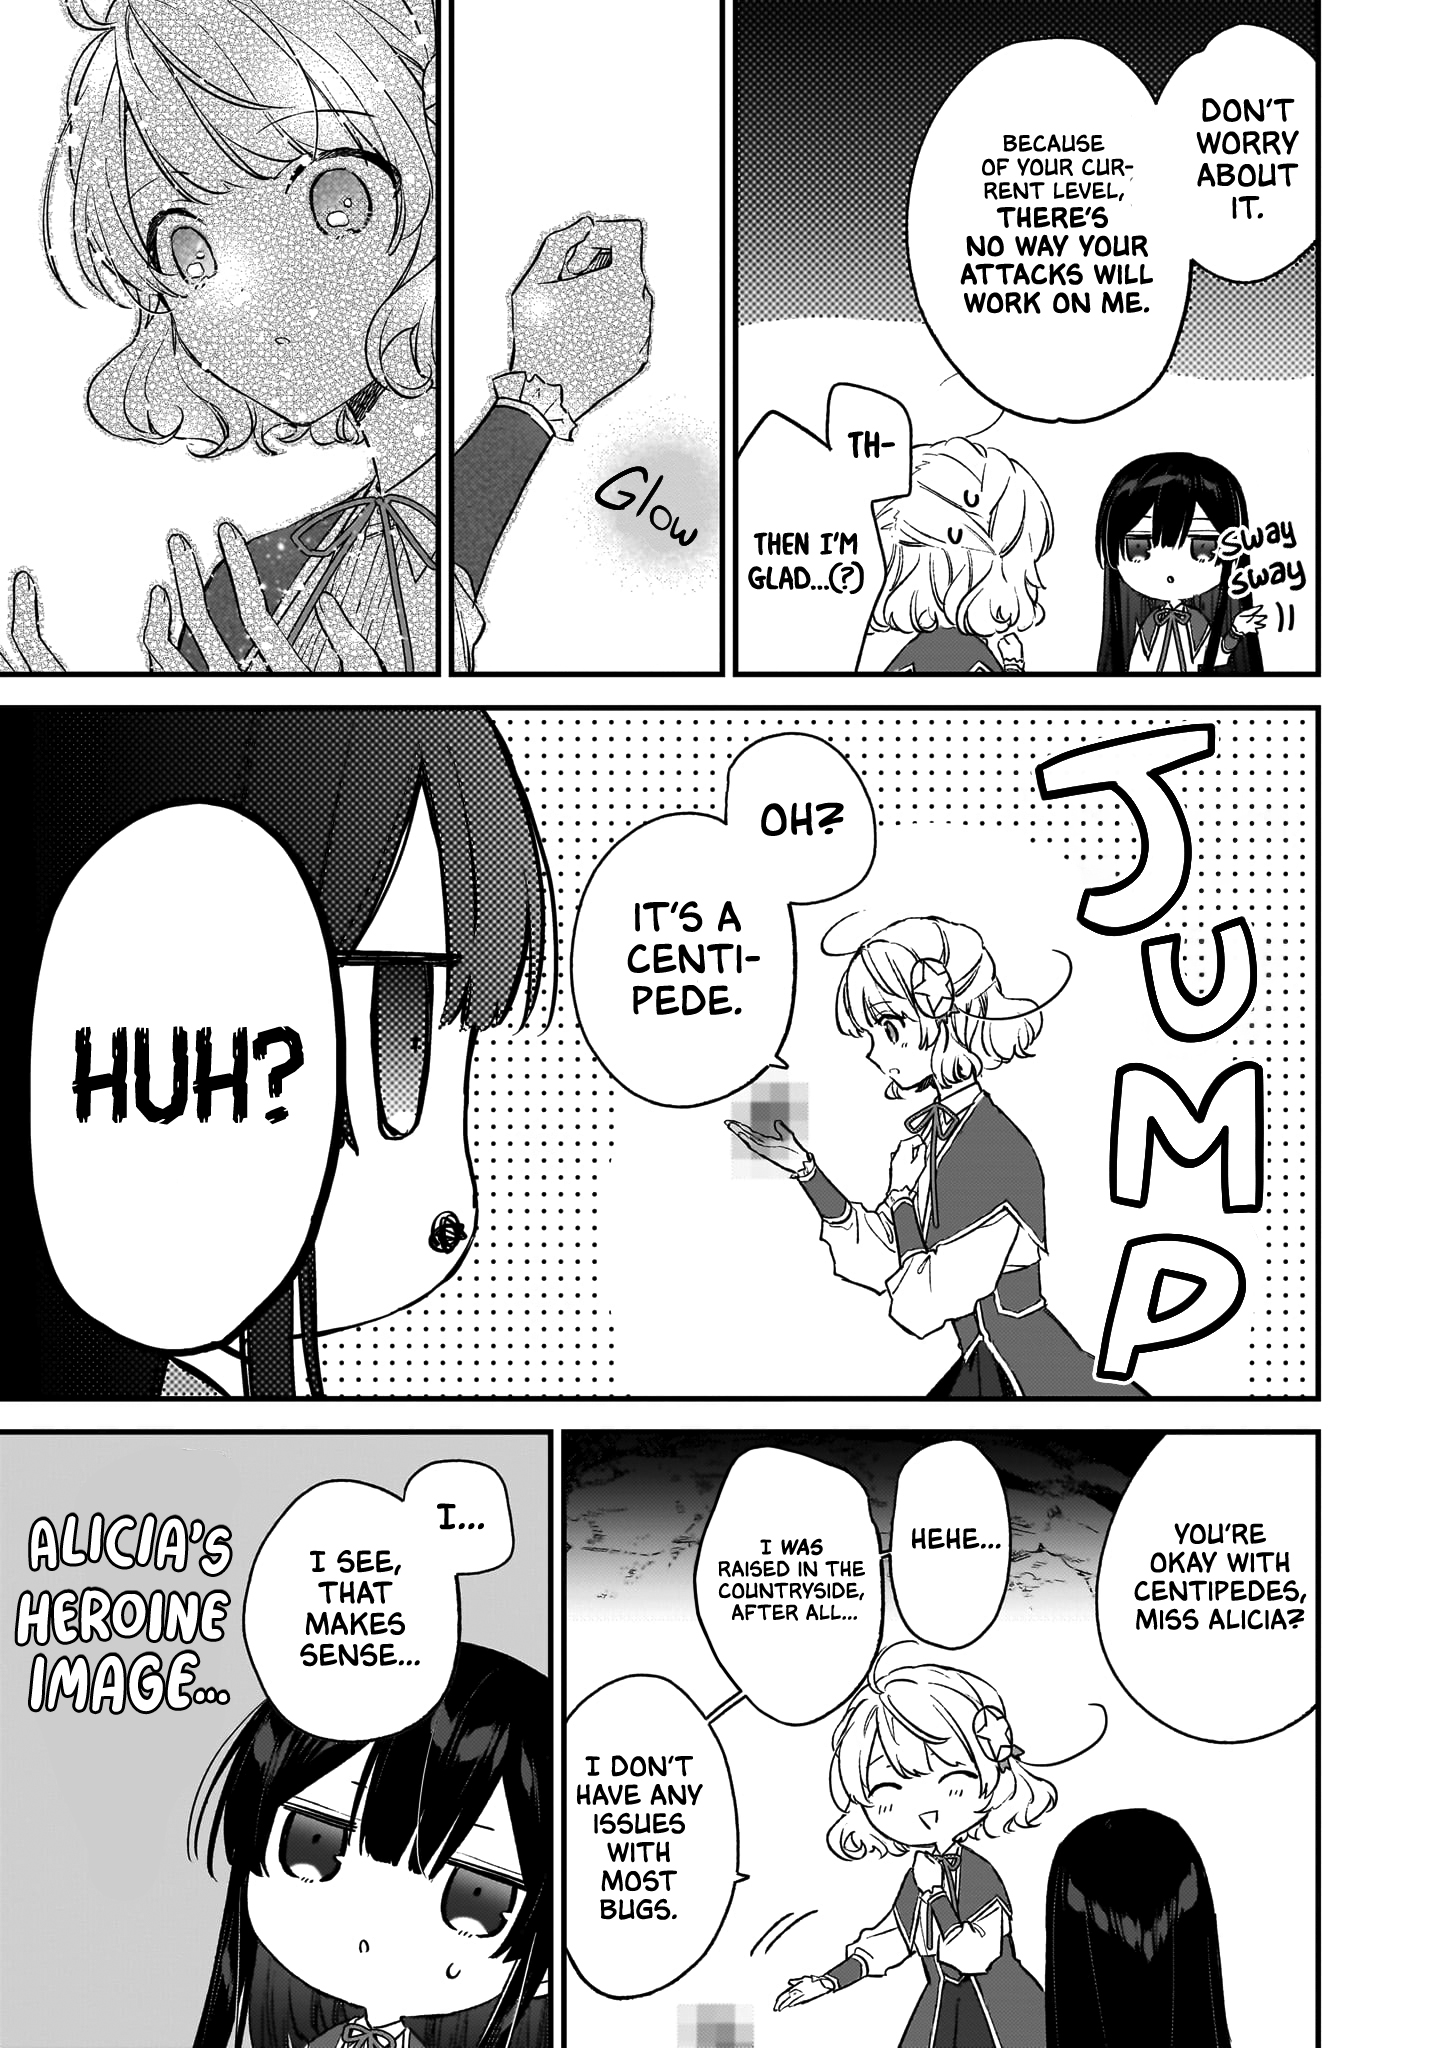 DON'T
WORRY
ABOUT
IT.
BECAUSE
OF YOUR CUR-
RENT LEVEL,
THERE'S
NO WAY YOUR
ATTACKS WILL
WORK ON ME.
SWAY
SWAY
TH-
THEN I'M
GLAD...(?)
Glow
JUMP
OH?
IT'S A
CENTI-
PEDE.
HUH?
YOU'RE
OKAY WITH
CENTIPEDES,
MISS ALICIA?
HEHE...
I WAS
RAISED IN THE
COUNTRYSIDE,
AFTER ALL...
I DON'T
HAVE ANY
ISSUES
WITH
MOST
BUGS.
I...
I SEE,
THAT
MAKES
SENSE...
ALICIA'S
HEROINE
IMAGE...